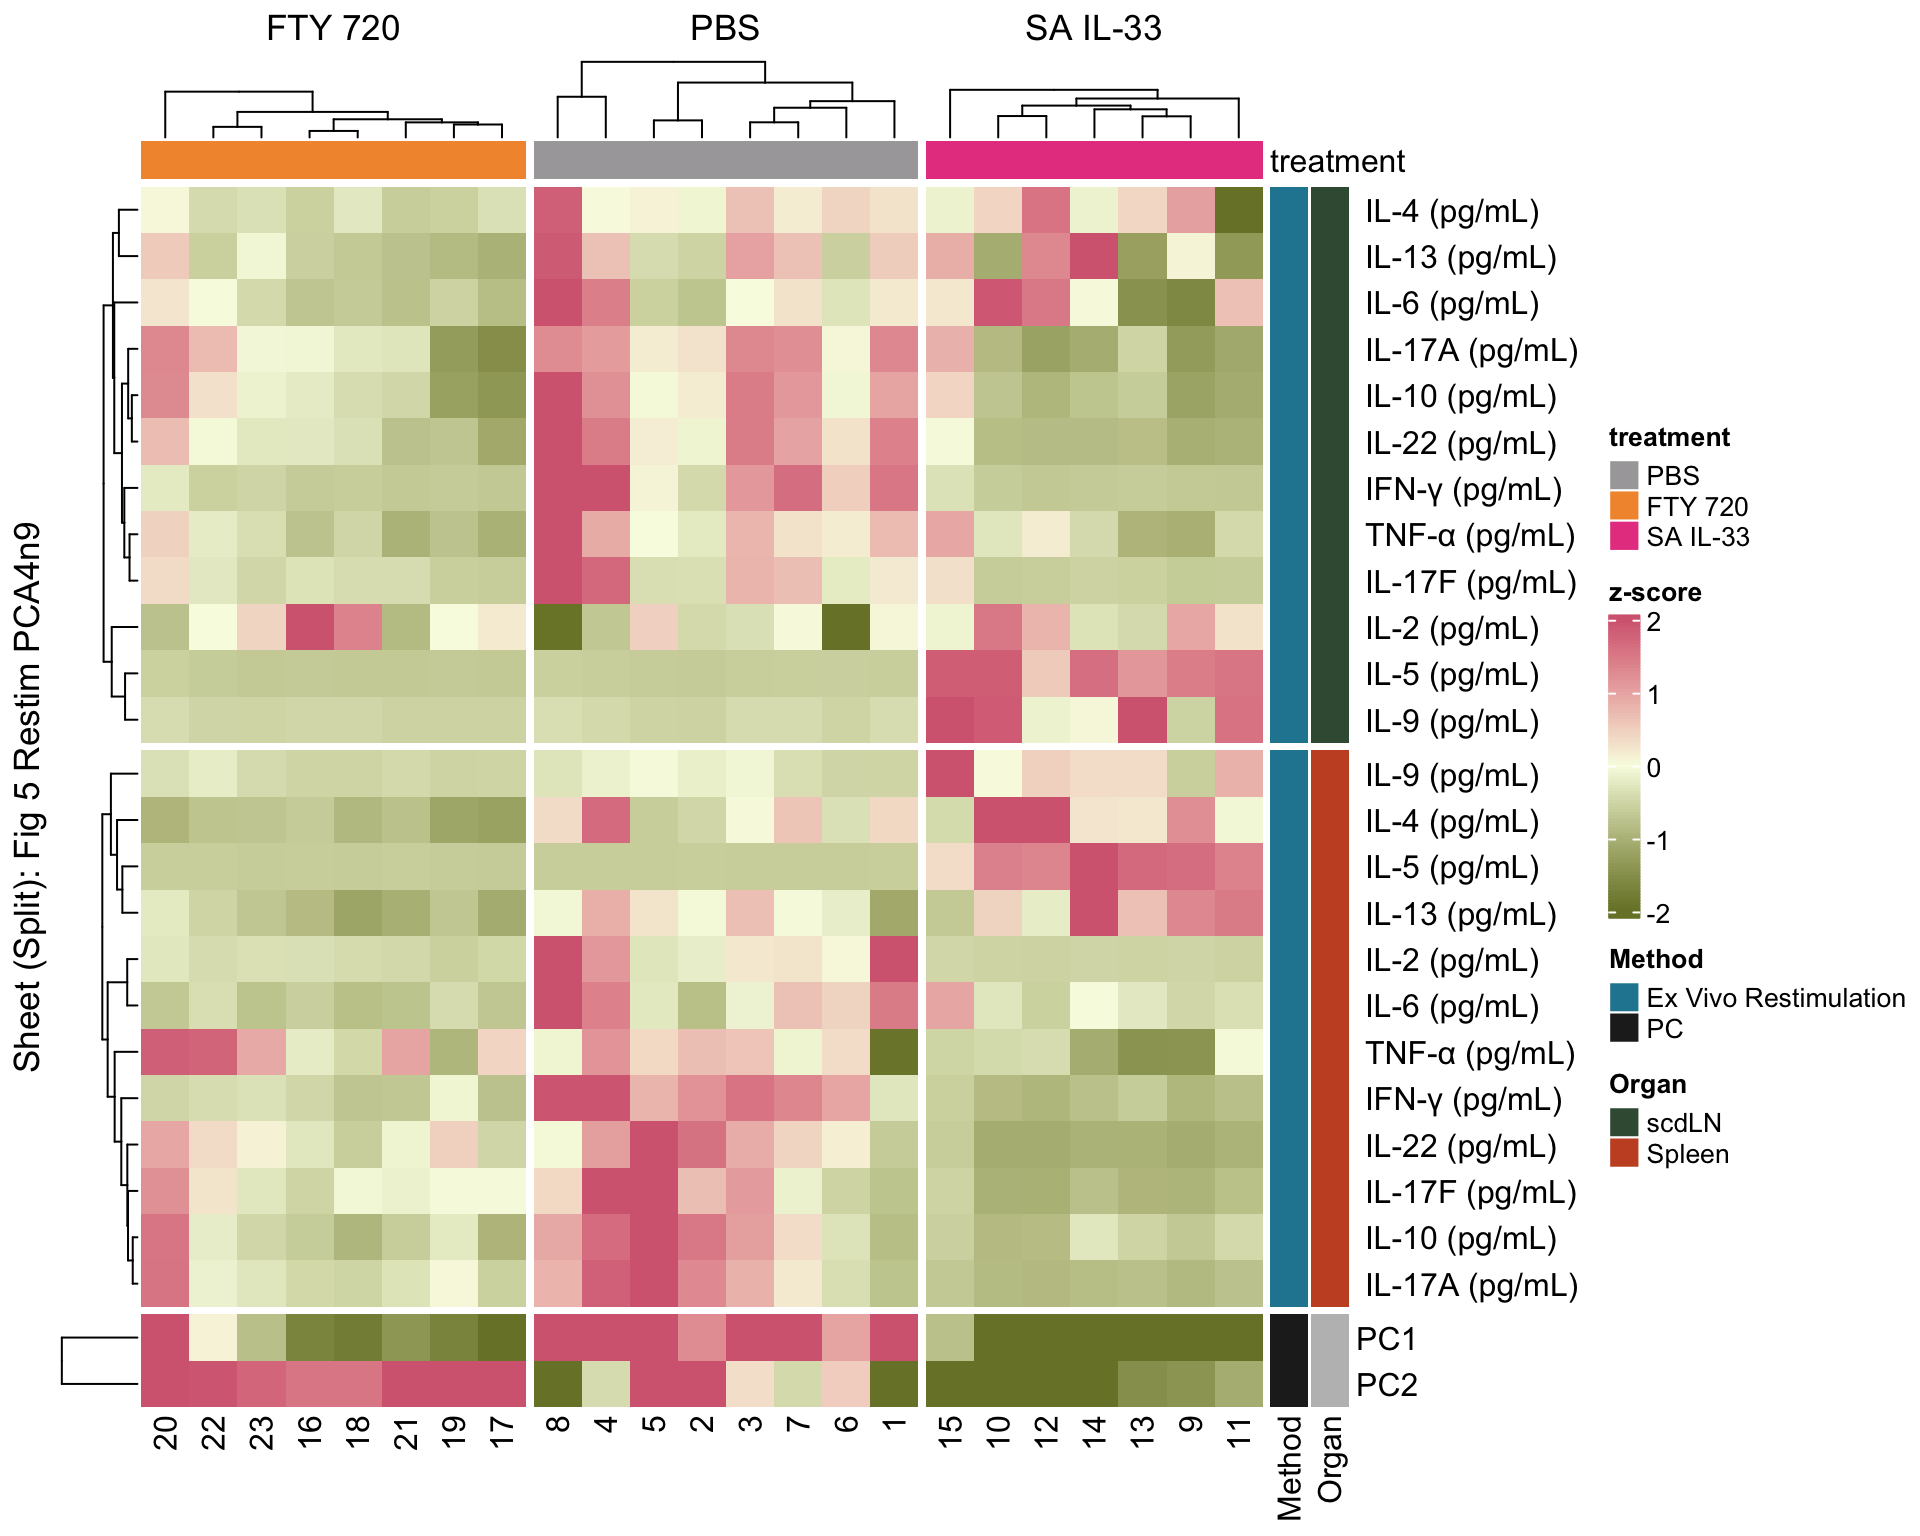 FTY 720
PBS
SA IL-33
treatment
IL-4 (pg/mL)
IL-13 (pg/mL)
IL-6 (pg/mL)
IL-17A (pg/mL)
IL-10 (pg/mL)
IL-22 (pg/mL)
IFN-γ (pg/mL)
TNF-α (pg/mL)
IL-17F (pg/mL)
IL-2 (pg/mL)
IL-5 (pg/mL)
IL-9 (pg/mL)
IL-9 (pg/mL)
IL-4 (pg/mL)
IL-5 (pg/mL)
IL-13 (pg/mL)
IL-2 (pg/mL)
IL-6 (pg/mL)
TNF-α (pg/mL)
IFN-γ (pg/mL)
IL-22 (pg/mL)
IL-17F (pg/mL)
IL-10 (pg/mL)
IL-17A (pg/mL)
PC1
PC2
Sheet (Split): Fig 5 Restim PCA4n9
20 22 23 16 18 21 19 17 8 4 5 2 3 7 6 1 15 10 12 14 13 9 11
Method
Organ
treatment
PBS
FTY 720
SA IL-33
z-score
2
1
0
-1
-2
Method
Ex Vivo Restimulation
PC
Organ
scdLN
Spleen